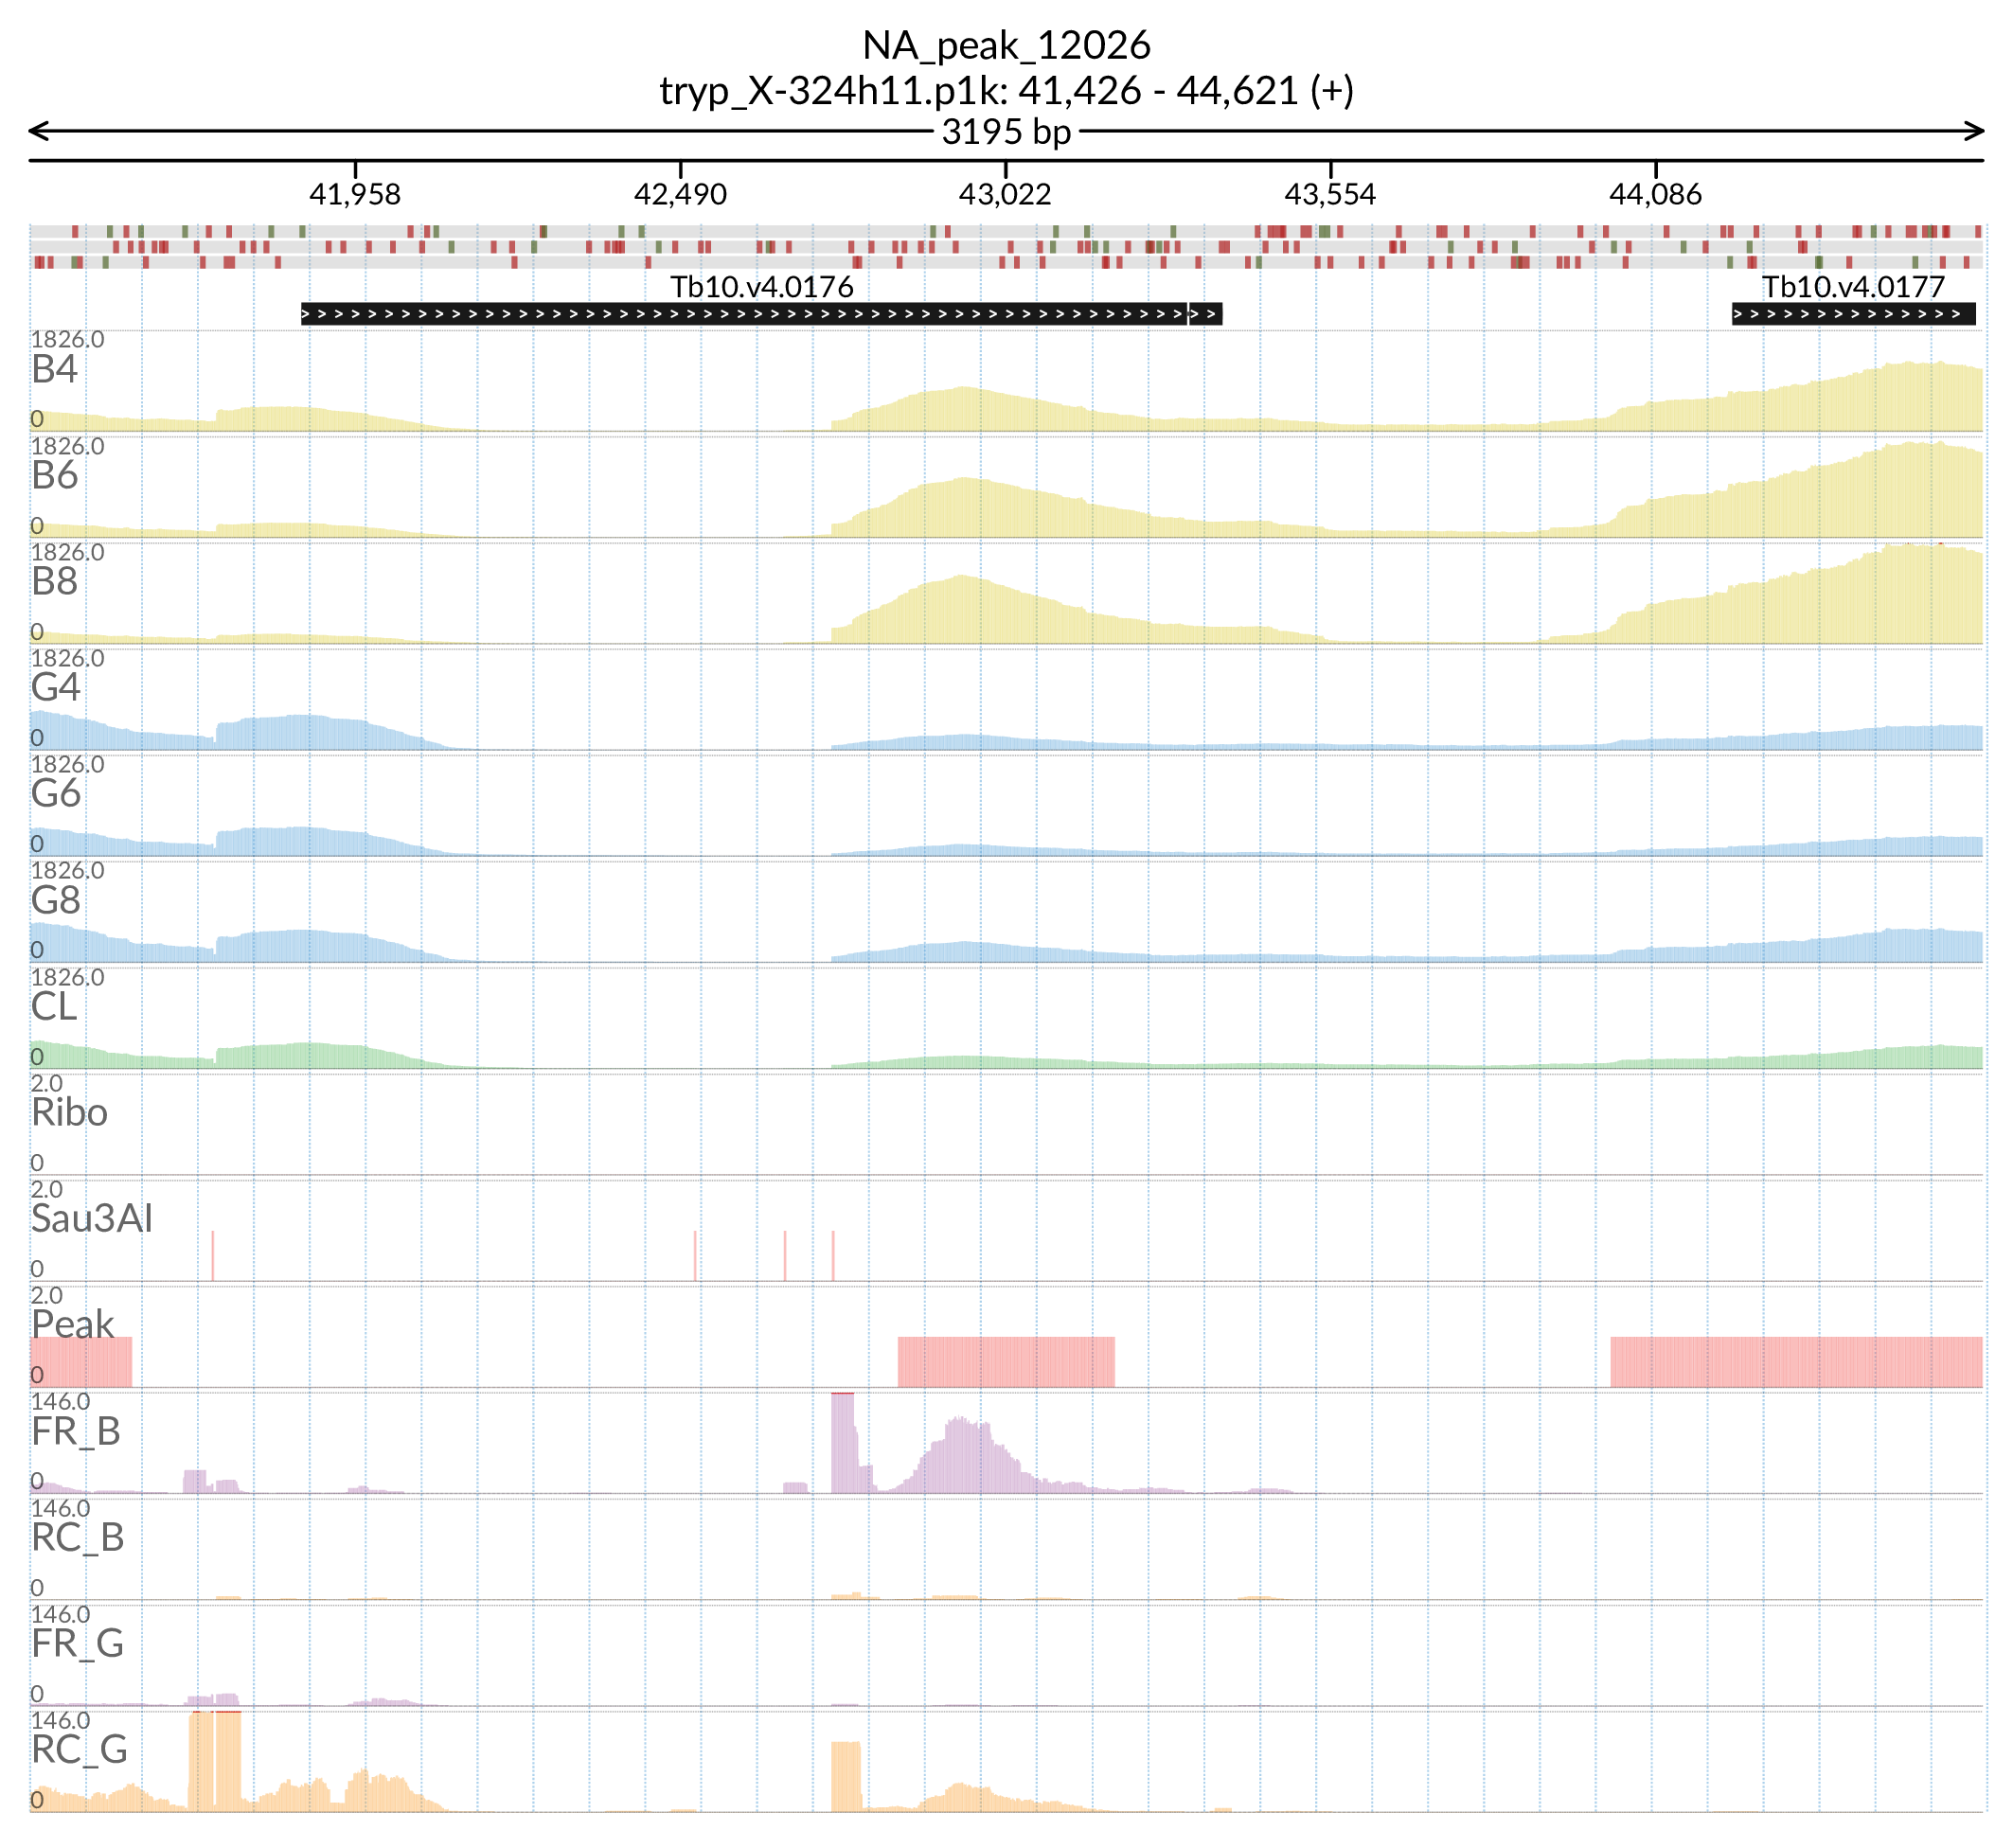 NA_peak_12026
tryp_X-324h11.p1k: 41,426 - 44,621 (+)
3195 bp
41,958 42,490 43,022 43,554 44,086
Tb10.v4.0176 Tb10.v4.0177
1826.0
B4
0
1826.0
B6
0
1826.0
B8
0
1826.0
G4
0
1826.0
G6
0
1826.0
G8
0
1826.0
CL
0
2.0
Ribo
0
2.0
Sau3AI
0
2.0
Peak
0
146.0
FR_B
0
146.0
RC_B
0
146.0
FR_G
0
146.0
RC_G
0